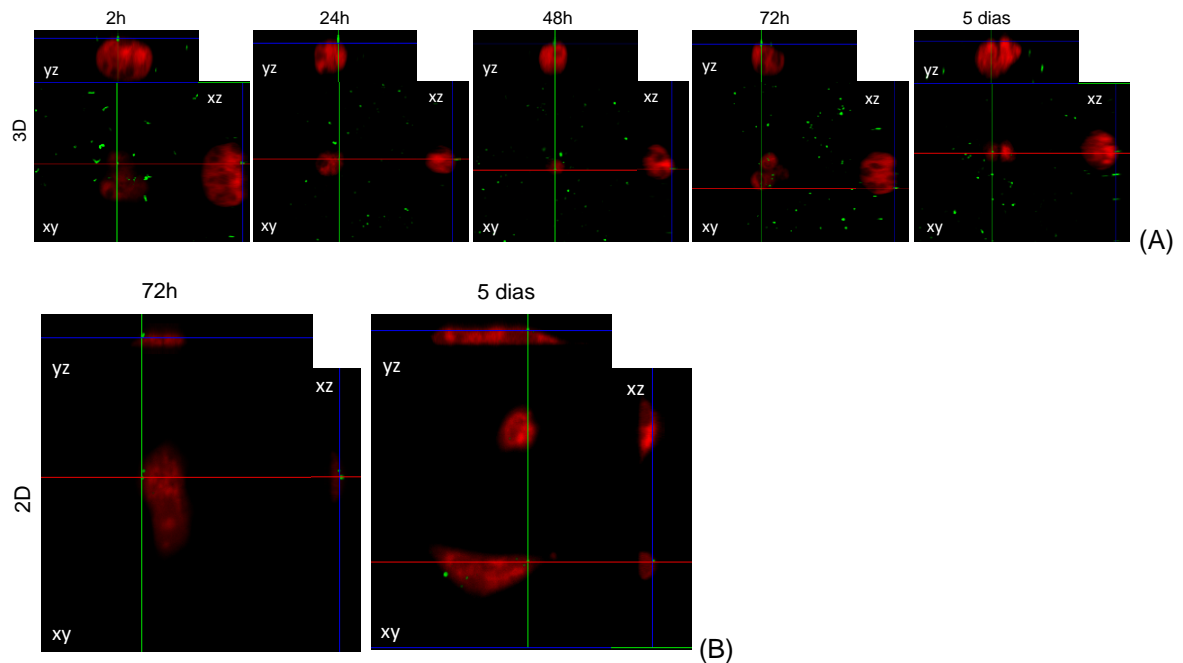 2h 24h 48h 72h 5 dias
yz yz yz yz yz
xz xz xz xz xz
3D
xy xy xy xy xy
(A)
72h 5 dias
yz yz
xz xz
2D
xy xy
(B)